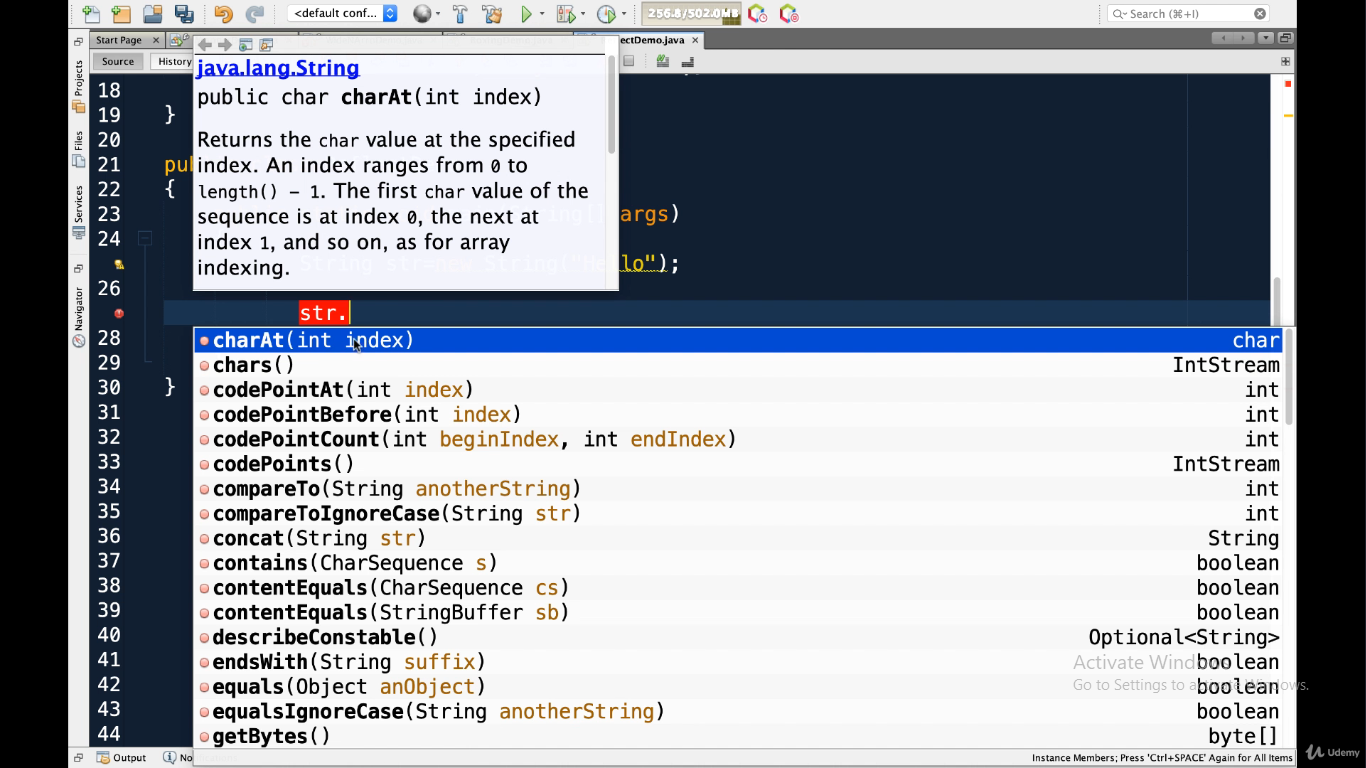 <default conf...
256.8/502.0MB
Search (⌘+I)
Start Page
ectDemo.java
Source
History
Projects
Files
Services
Navigator
java.lang.String
public char charAt(int index)
Returns the char value at the specified
index. An index ranges from 0 to
length() - 1. The first char value of the
sequence is at index 0, the next at
index 1, and so on, as for array
indexing.
18
19 }
20
21 pu
22 {
23 args)
24
String str=new String("Hello");
26
str.
28
29
30 }
31
32
33
34
35
36
37
38
39
40
41
42
43
44
charAt(int index) char
chars() IntStream
codePointAt(int index) int
codePointBefore(int index) int
codePointCount(int beginIndex, int endIndex) int
codePoints() IntStream
compareTo(String anotherString) int
compareToIgnoreCase(String str) int
concat(String str) String
contains(CharSequence s) boolean
contentEquals(CharSequence cs) boolean
contentEquals(StringBuffer sb) boolean
describeConstable() Optional<String>
endsWith(String suffix) boolean
equals(Object anObject) boolean
equalsIgnoreCase(String anotherString) boolean
getBytes() byte[]
Activate Windows
Go to Settings to activate Windows.
Output
No
Instance Members; Press 'Ctrl+SPACE' Again for All Items
Udemy